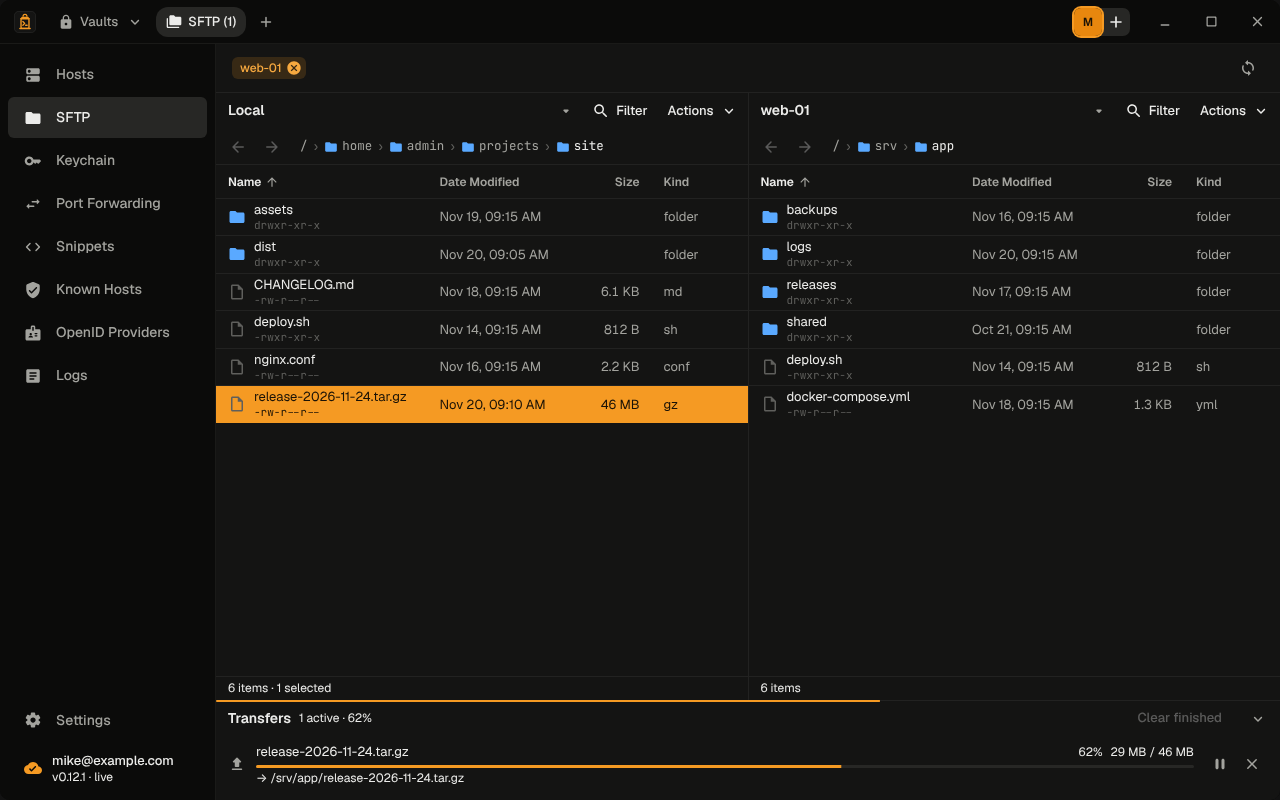 Vaults SFTP (1) M
Hosts
SFTP
Keychain
Port Forwarding
Snippets
Known Hosts
OpenID Providers
Logs
Settings
mike@example.com
v0.12.1 · live
web-01
Local Filter Actions
/ › home › admin › projects › site
Name Date Modified Size Kind
assets Nov 19, 09:15 AM folder
drwxr-xr-x
dist Nov 20, 09:05 AM folder
drwxr-xr-x
CHANGELOG.md Nov 18, 09:15 AM 6.1 KB md
-rw-r--r--
deploy.sh Nov 14, 09:15 AM 812 B sh
-rwxr-xr-x
nginx.conf Nov 16, 09:15 AM 2.2 KB conf
-rw-r--r--
release-2026-11-24.tar.gz Nov 20, 09:10 AM 46 MB gz
-rw-r--r--
6 items · 1 selected
web-01 Filter Actions
/ › srv › app
Name Date Modified Size Kind
backups Nov 16, 09:15 AM folder
drwxr-xr-x
logs Nov 20, 09:15 AM folder
drwxr-xr-x
releases Nov 17, 09:15 AM folder
drwxr-xr-x
shared Oct 21, 09:15 AM folder
drwxr-xr-x
deploy.sh Nov 14, 09:15 AM 812 B sh
-rwxr-xr-x
docker-compose.yml Nov 18, 09:15 AM 1.3 KB yml
-rw-r--r--
6 items
Transfers 1 active · 62% Clear finished
release-2026-11-24.tar.gz 62% 29 MB / 46 MB
→ /srv/app/release-2026-11-24.tar.gz